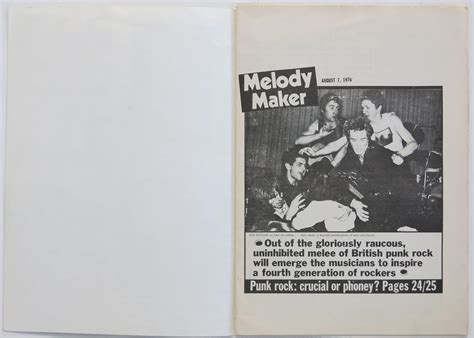 Melody
Maker
AUGUST 7, 1976
● Out of the gloriously raucous,
uninhibited melee of British punk rock
will emerge the musicians to inspire
a fourth generation of rockers ●
Punk rock: crucial or phoney? Pages 24/25